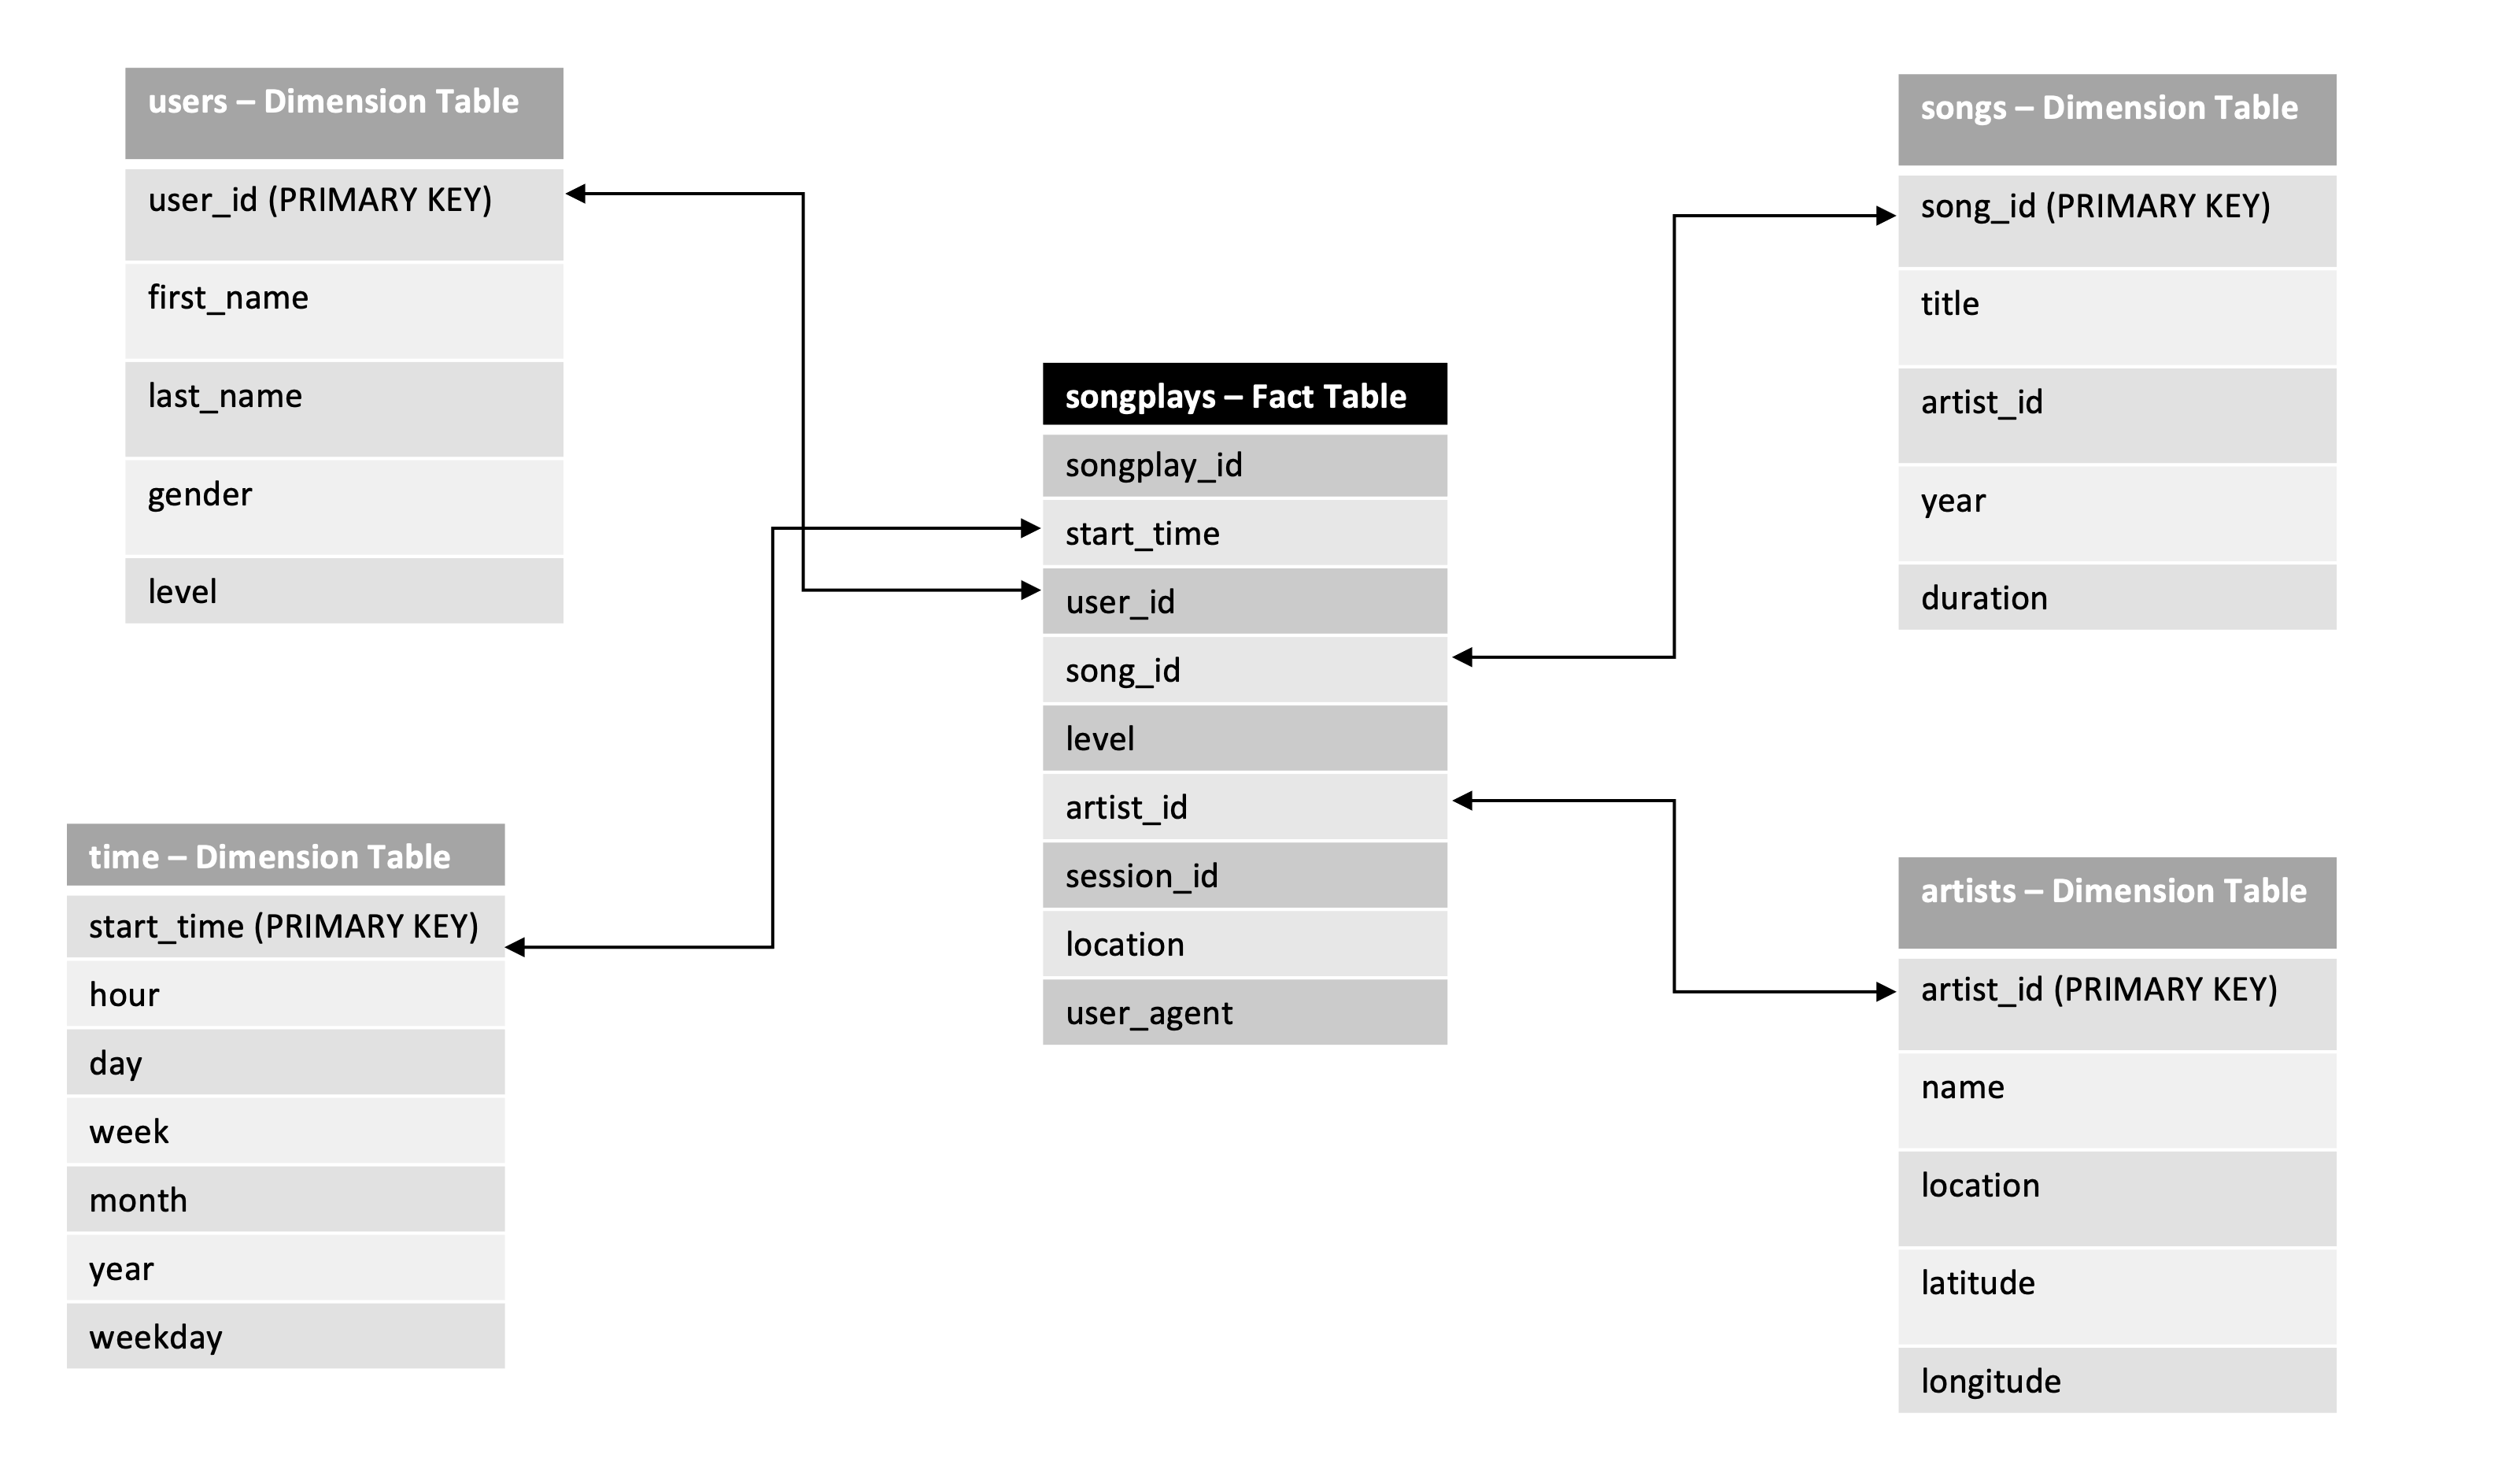 users – Dimension Table
user_id (PRIMARY KEY)
first_name
last_name
gender
level
time – Dimension Table
start_time (PRIMARY KEY)
hour
day
week
month
year
weekday
songplays – Fact Table
songplay_id
start_time
user_id
song_id
level
artist_id
session_id
location
user_agent
songs – Dimension Table
song_id (PRIMARY KEY)
title
artist_id
year
duration
artists – Dimension Table
artist_id (PRIMARY KEY)
name
location
latitude
longitude